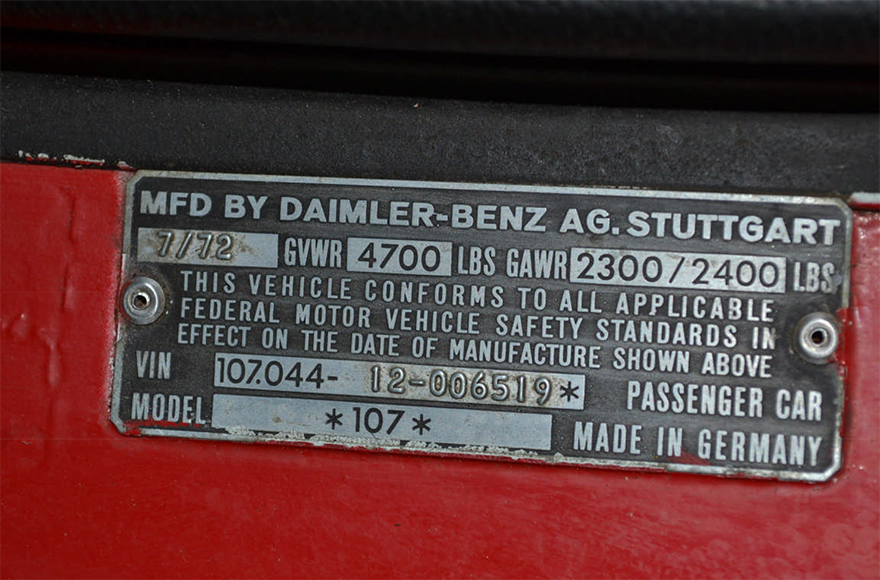 MFD BY DAIMLER-BENZ AG. STUTTGART
7/72 GVWR 4700 LBS GAWR 2300/2400 LBS
THIS VEHICLE CONFORMS TO ALL APPLICABLE
FEDERAL MOTOR VEHICLE SAFETY STANDARDS IN
EFFECT ON THE DATE OF MANUFACTURE SHOWN ABOVE
VIN 107.044-12-006519* PASSENGER CAR
MODEL *107* MADE IN GERMANY